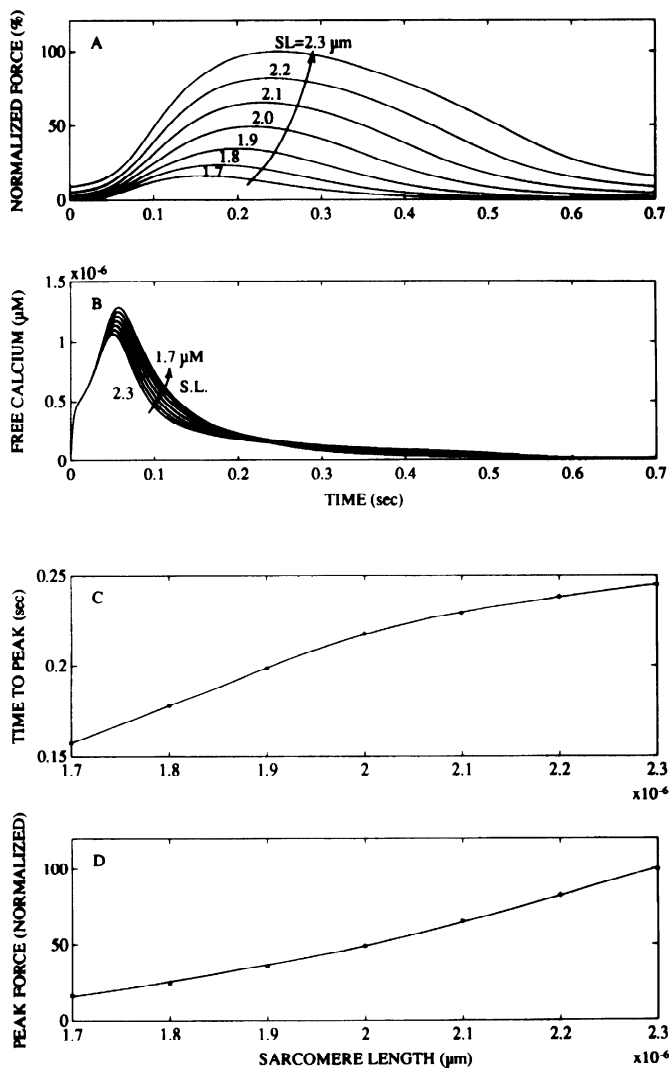 A
SL=2.3 μm
2.2
2.1
2.0
1.9
1.8
1.7
NORMALIZED FORCE (%)
100
50
0
0 0.1 0.2 0.3 0.4 0.5 0.6 0.7
x10-6
B
1.7 μM
S.L.
2.3
FREE CALCIUM (μM)
1.5
1
0.5
0
0 0.1 0.2 0.3 0.4 0.5 0.6 0.7
TIME (sec)
C
TIME TO PEAK (sec)
0.25
0.2
0.15
1.7 1.8 1.9 2 2.1 2.2 2.3
x10-6
D
PEAK FORCE (NORMALIZED)
100
50
0
1.7 1.8 1.9 2 2.1 2.2 2.3
SARCOMERE LENGTH (μm)
x10-6